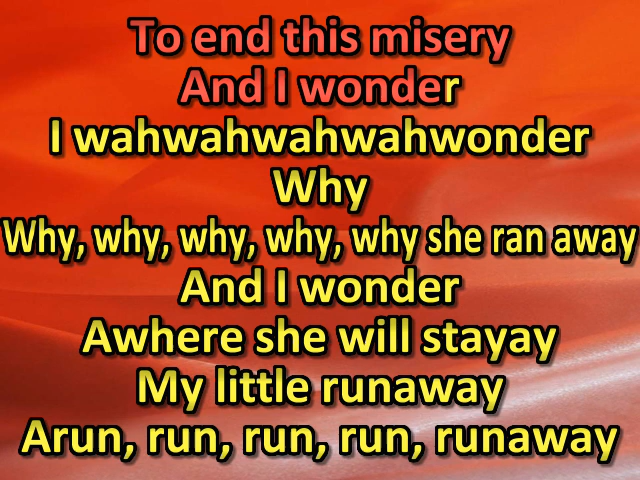 To end this misery
And I wonder
I wahwahwahwahwonder
Why
Why, why, why, why, why she ran away
And I wonder
Awhere she will stayay
My little runaway
Arun, run, run, run, runaway